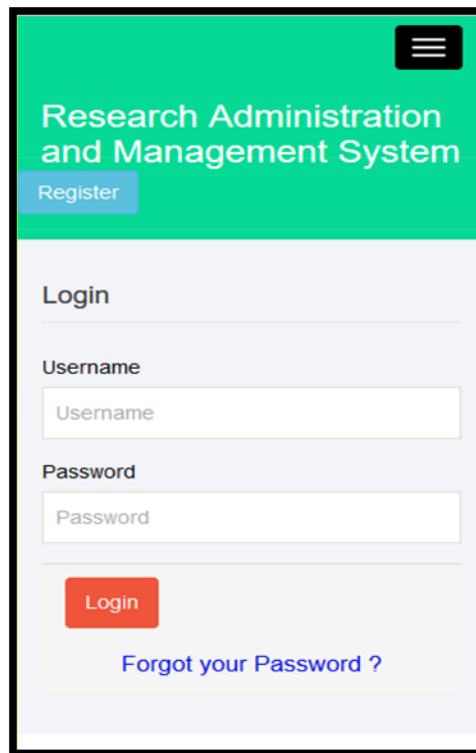 Research Administration
and Management System
Register
Login
Username
Username
Password
Password
Login
Forgot your Password ?